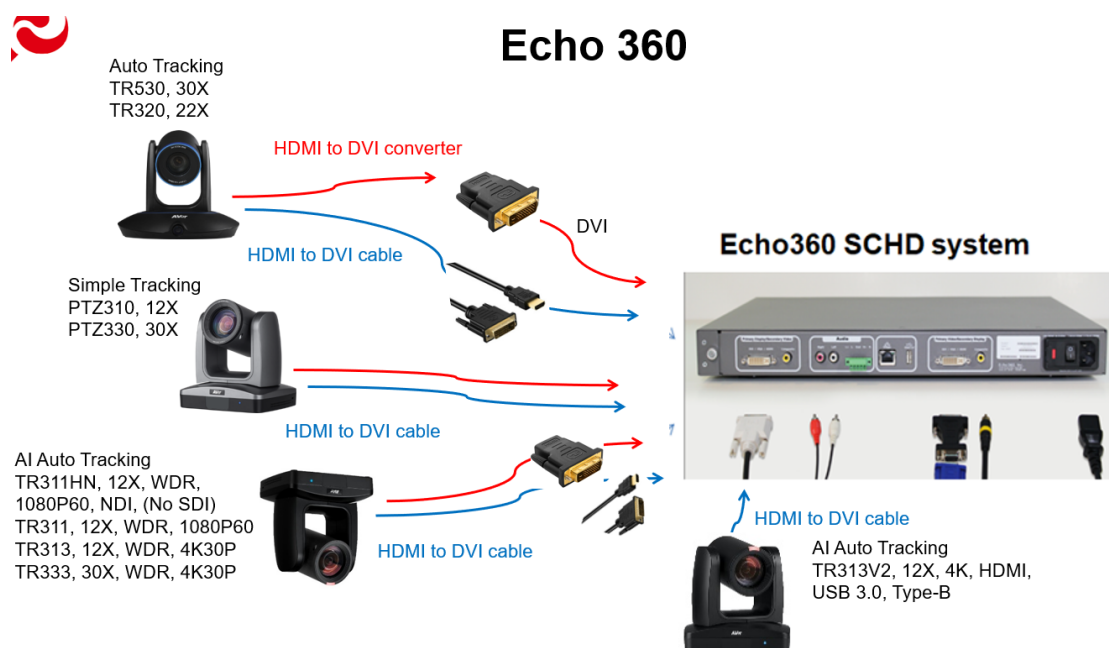 Echo 360
Auto Tracking
TR530, 30X
TR320, 22X
HDMI to DVI converter
DVI
HDMI to DVI cable
Echo360 SCHD system
Simple Tracking
PTZ310, 12X
PTZ330, 30X
Audio
HDMI to DVI cable
AI Auto Tracking
TR311HN, 12X, WDR,
1080P60, NDI, (No SDI)
TR311, 12X, WDR, 1080P60
TR313, 12X, WDR, 4K30P
TR333, 30X, WDR, 4K30P
HDMI to DVI cable
HDMI to DVI cable
AI Auto Tracking
TR313V2, 12X, 4K, HDMI,
USB 3.0, Type-B